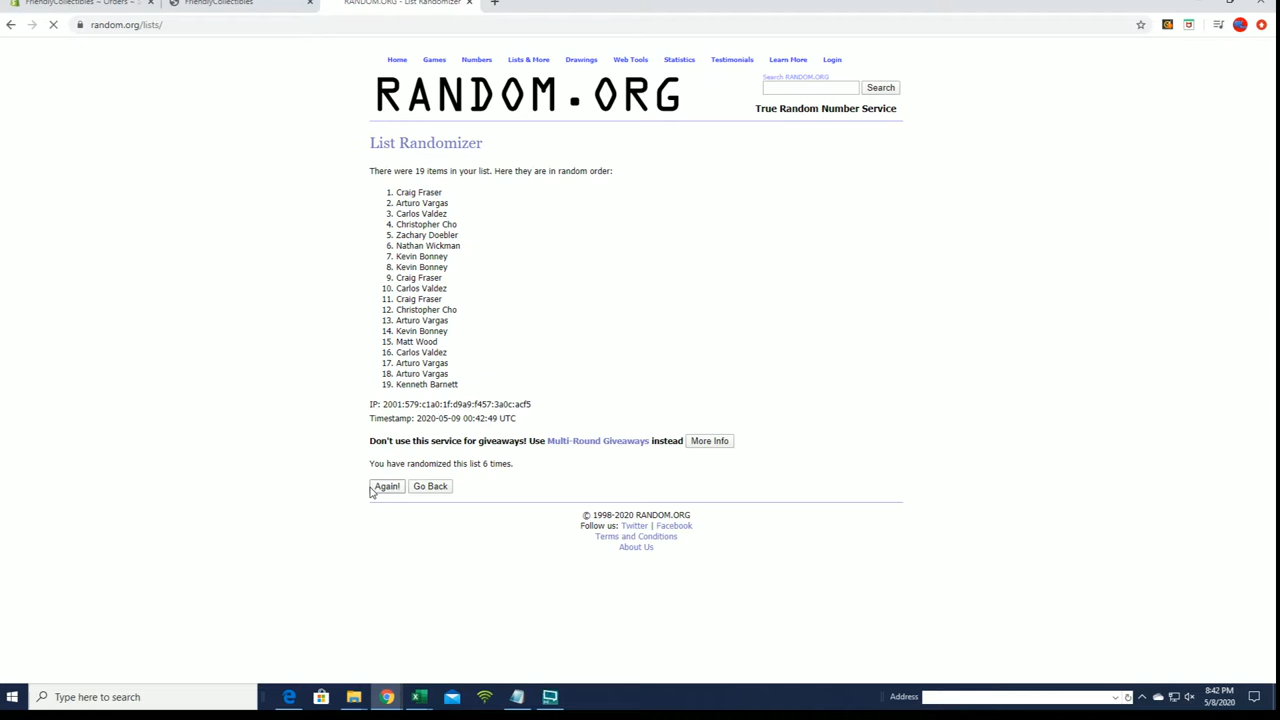 FriendlyCollectibles – Orders –
FriendlyCollectibles
RANDOM.ORG - List Randomizer
random.org/lists/
Home Games Numbers Lists & More Drawings Web Tools Statistics Testimonials Learn More Login
RANDOM.ORG
Search RANDOM.ORG
Search
True Random Number Service
List Randomizer
There were 19 items in your list. Here they are in random order:
1. Craig Fraser
2. Arturo Vargas
3. Carlos Valdez
4. Christopher Cho
5. Zachary Doebler
6. Nathan Wickman
7. Kevin Bonney
8. Kevin Bonney
9. Craig Fraser
10. Carlos Valdez
11. Craig Fraser
12. Christopher Cho
13. Arturo Vargas
14. Kevin Bonney
15. Matt Wood
16. Carlos Valdez
17. Arturo Vargas
18. Arturo Vargas
19. Kenneth Barnett
IP: 2001:579:c1a0:1f:d9a9:f457:3a0c:acf5
Timestamp: 2020-05-09 00:42:49 UTC
Don't use this service for giveaways! Use Multi-Round Giveaways instead More Info
You have randomized this list 6 times.
Again! Go Back
© 1998-2020 RANDOM.ORG
Follow us: Twitter | Facebook
Terms and Conditions
About Us
Type here to search
Address
8:42 PM
5/8/2020